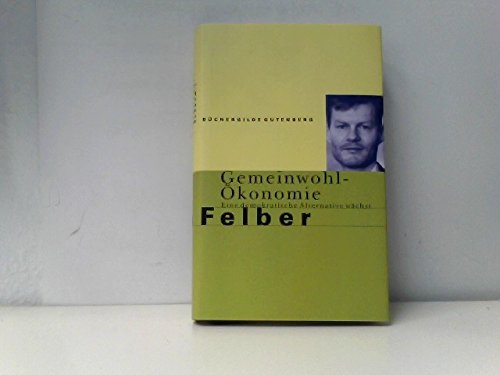 BÜCHERGILDE GUTENBERG
Gemeinwohl-
Ökonomie
Eine demokratische Alternative wächst
Felber